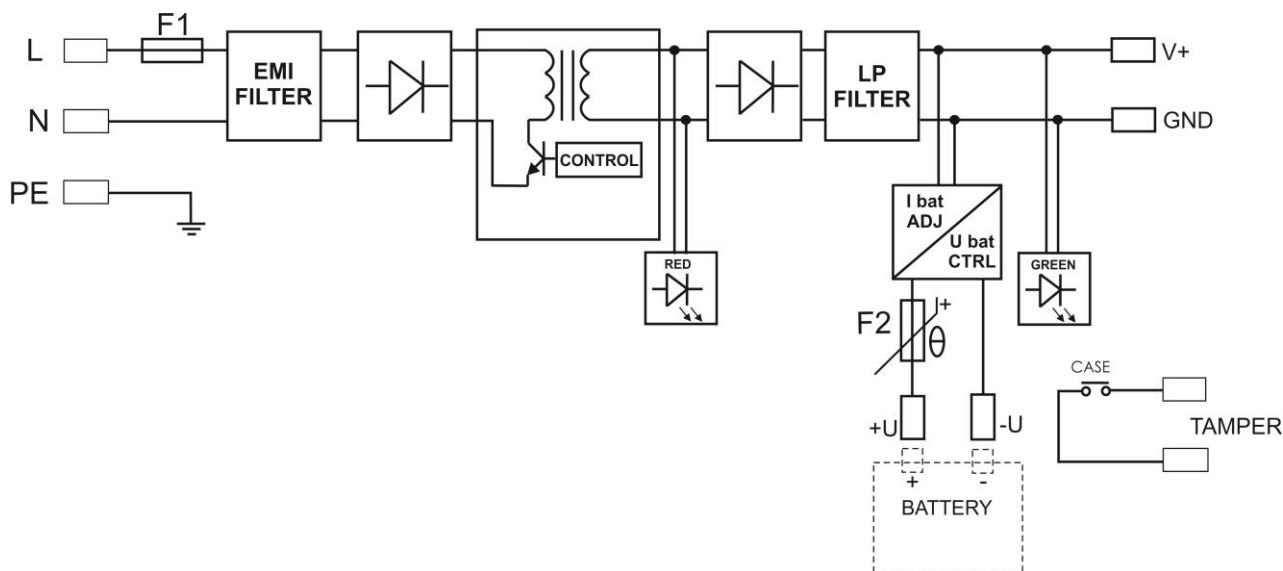 F1
L
EMI
FILTER
LP
FILTER
V+
N
GND
CONTROL
PE
I bat
ADJ
U bat
CTRL
RED
GREEN
F2
I+
θ
CASE
+U
-U
TAMPER
+
-
BATTERY